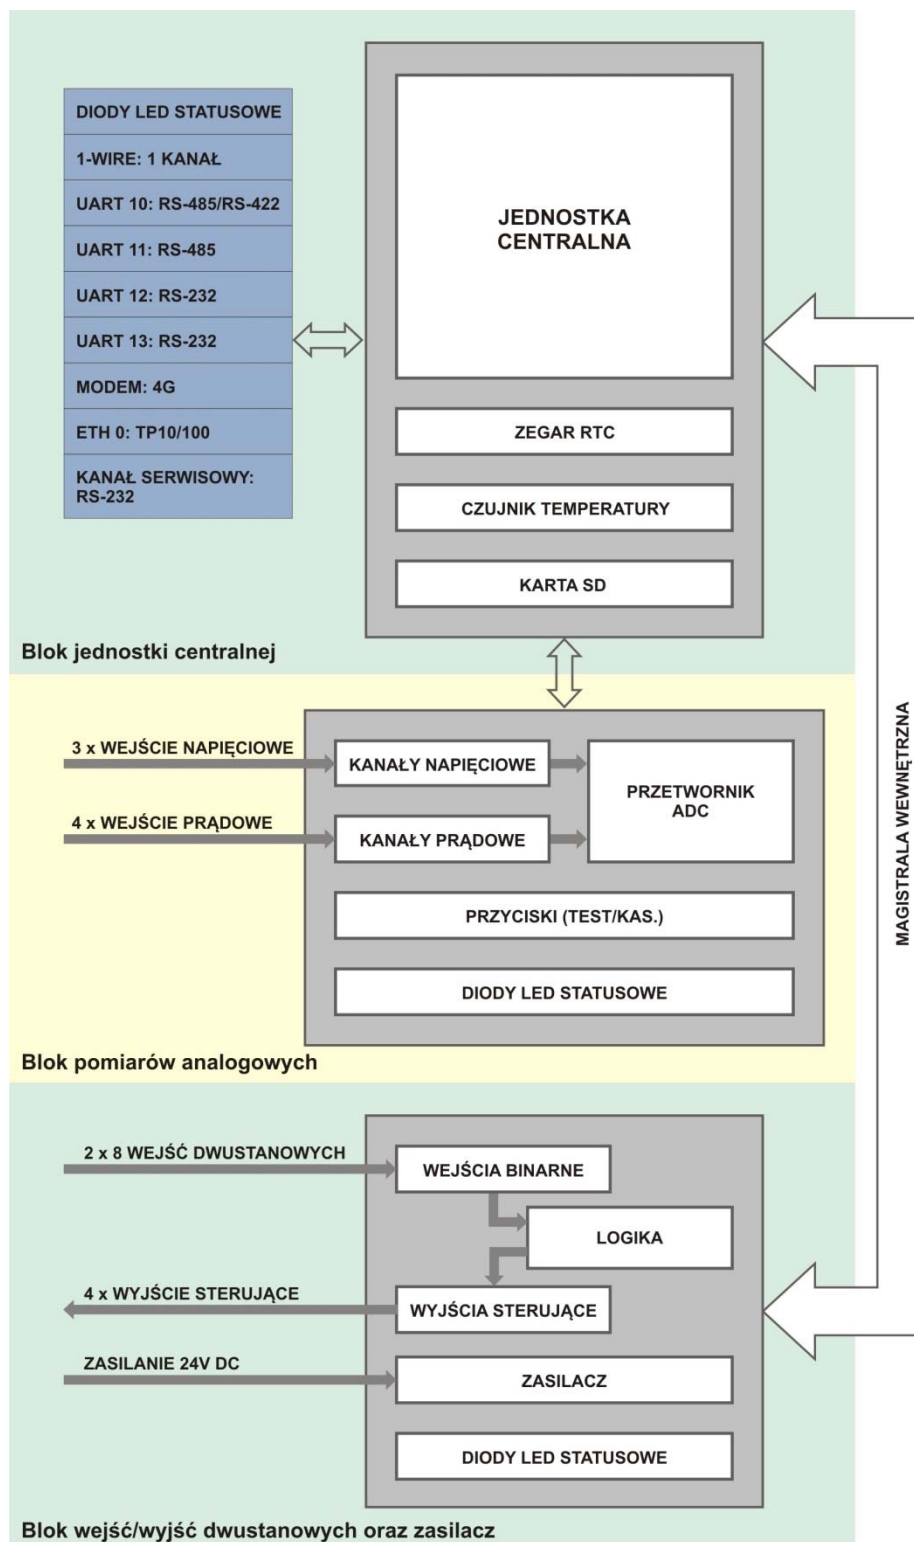 DIODY LED STATUSOWE
1-WIRE: 1 KANAŁ
UART 10: RS-485/RS-422
UART 11: RS-485
UART 12: RS-232
UART 13: RS-232
MODEM: 4G
ETH 0: TP10/100
KANAŁ SERWISOWY:
RS-232
JEDNOSTKA
CENTRALNA
ZEGAR RTC
CZUJNIK TEMPERATURY
KARTA SD
Blok jednostki centralnej
MAGISTRALA WEWNĘTRZNA
3 x WEJŚCIE NAPIĘCIOWE
KANAŁY NAPIĘCIOWE
4 x WEJŚCIE PRĄDOWE
KANAŁY PRĄDOWE
PRZETWORNIK
ADC
PRZYCISKI (TEST/KAS.)
DIODY LED STATUSOWE
Blok pomiarów analogowych
2 x 8 WEJŚĆ DWUSTANOWYCH
WEJŚCIA BINARNE
LOGIKA
4 x WYJŚCIE STERUJĄCE
WYJŚCIA STERUJĄCE
ZASILANIE 24V DC
ZASILACZ
DIODY LED STATUSOWE
Blok wejść/wyjść dwustanowych oraz zasilacz